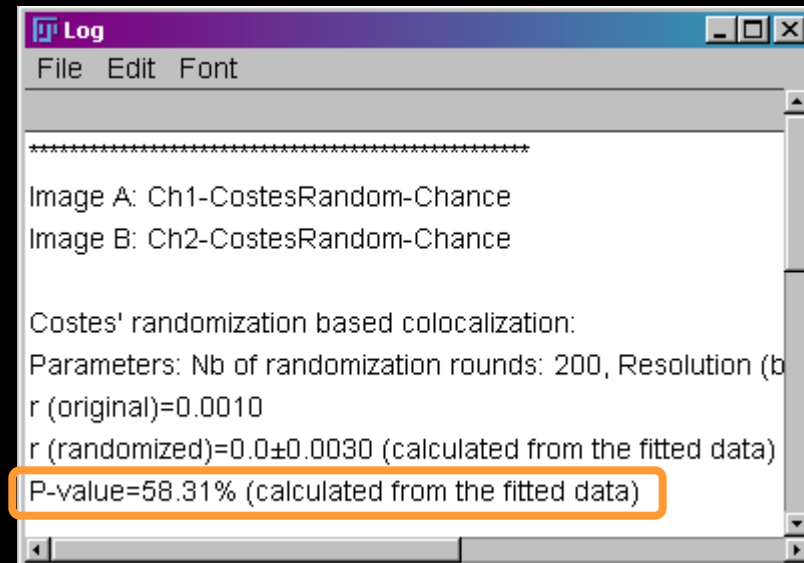 Log
File Edit Font
**************************************************
Image A: Ch1-CostesRandom-Chance
Image B: Ch2-CostesRandom-Chance
Costes' randomization based colocalization:
Parameters: Nb of randomization rounds: 200, Resolution (b
r (original)=0.0010
r (randomized)=0.0±0.0030 (calculated from the fitted data)
P-value=58.31% (calculated from the fitted data)